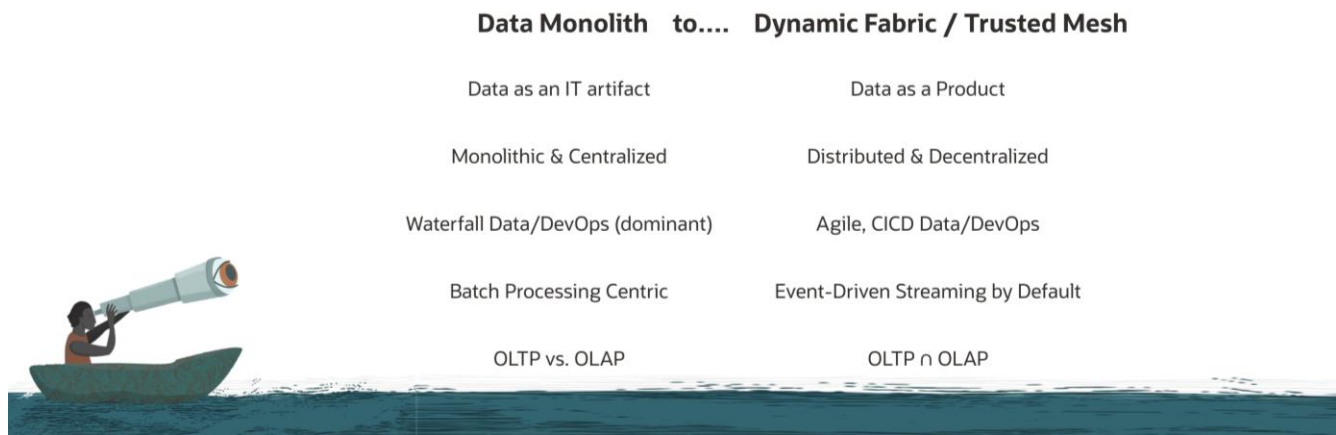 Data Monolith to.... Dynamic Fabric / Trusted Mesh
Data as an IT artifact Data as a Product
Monolithic & Centralized Distributed & Decentralized
Waterfall Data/DevOps (dominant) Agile, CICD Data/DevOps
Batch Processing Centric Event-Driven Streaming by Default
OLTP vs. OLAP OLTP ∩ OLAP